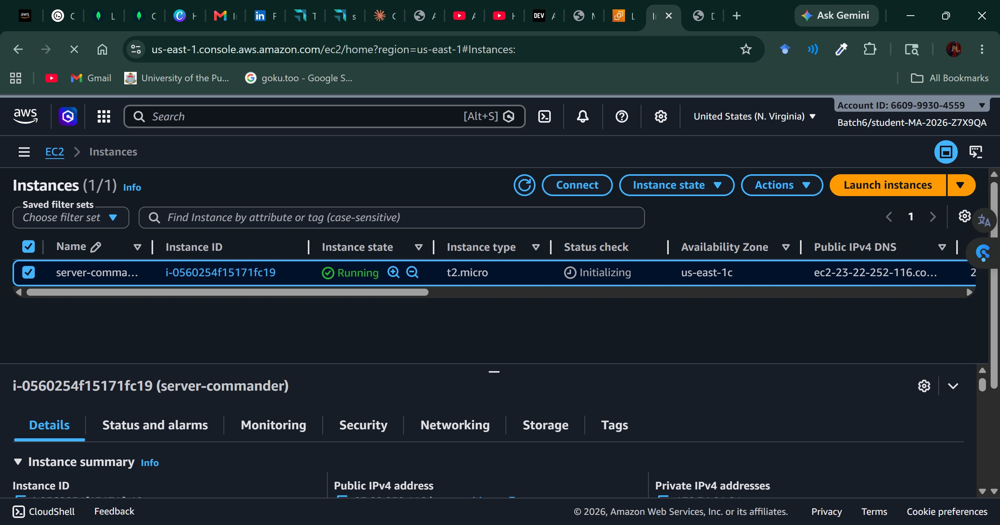 aws C L C H I F T s C A A H DEV A N L I D Ask Gemini
us-east-1.console.aws.amazon.com/ec2/home?region=us-east-1#Instances:
Gmail University of the Pu... goku.too - Google S... All Bookmarks
aws Search [Alt+S] United States (N. Virginia) Account ID: 6609-9930-4559
Batch6/student-MA-2026-Z7X9QA
EC2 Instances
Instances (1/1) Info Connect Instance state Actions Launch instances
Saved filter sets
Choose filter set Find Instance by attribute or tag (case-sensitive) 1
Name Instance ID Instance state Instance type Status check Availability Zone Public IPv4 DNS
server-comma... i-0560254f15171fc19 Running t2.micro Initializing us-east-1c ec2-23-22-252-116.co... 2
i-0560254f15171fc19 (server-commander)
Details Status and alarms Monitoring Security Networking Storage Tags
Instance summary Info
Instance ID Public IPv4 address Private IPv4 addresses
CloudShell Feedback © 2026, Amazon Web Services, Inc. or its affiliates. Privacy Terms Cookie preferences